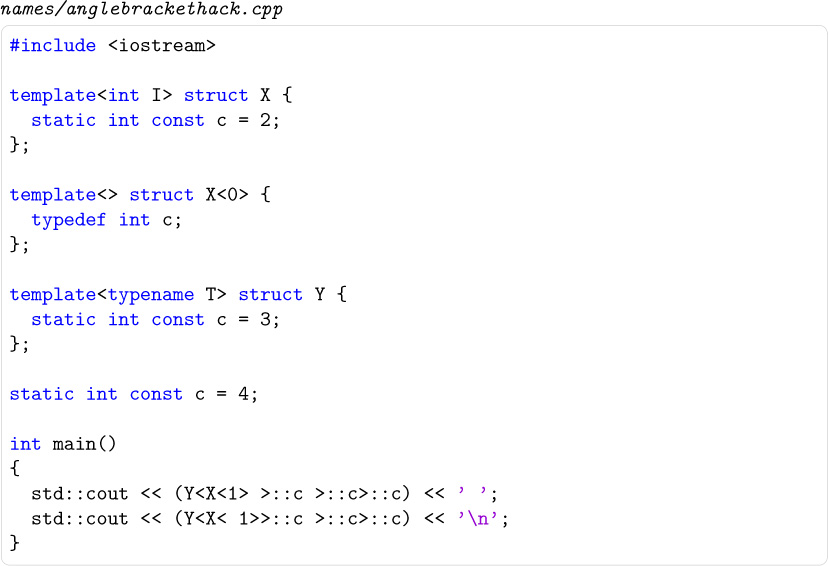 names/anglebrackethack.cpp
#include <iostream>
template<int I> struct X {
  static int const c = 2;
};
template<> struct X<0> {
  typedef int c;
};
template<typename T> struct Y {
  static int const c = 3;
};
static int const c = 4;
int main()
{
  std::cout << (Y<X<1> >::c >::c>::c) << ' ';
  std::cout << (Y<X< 1>>::c >::c>::c) << '\n';
}